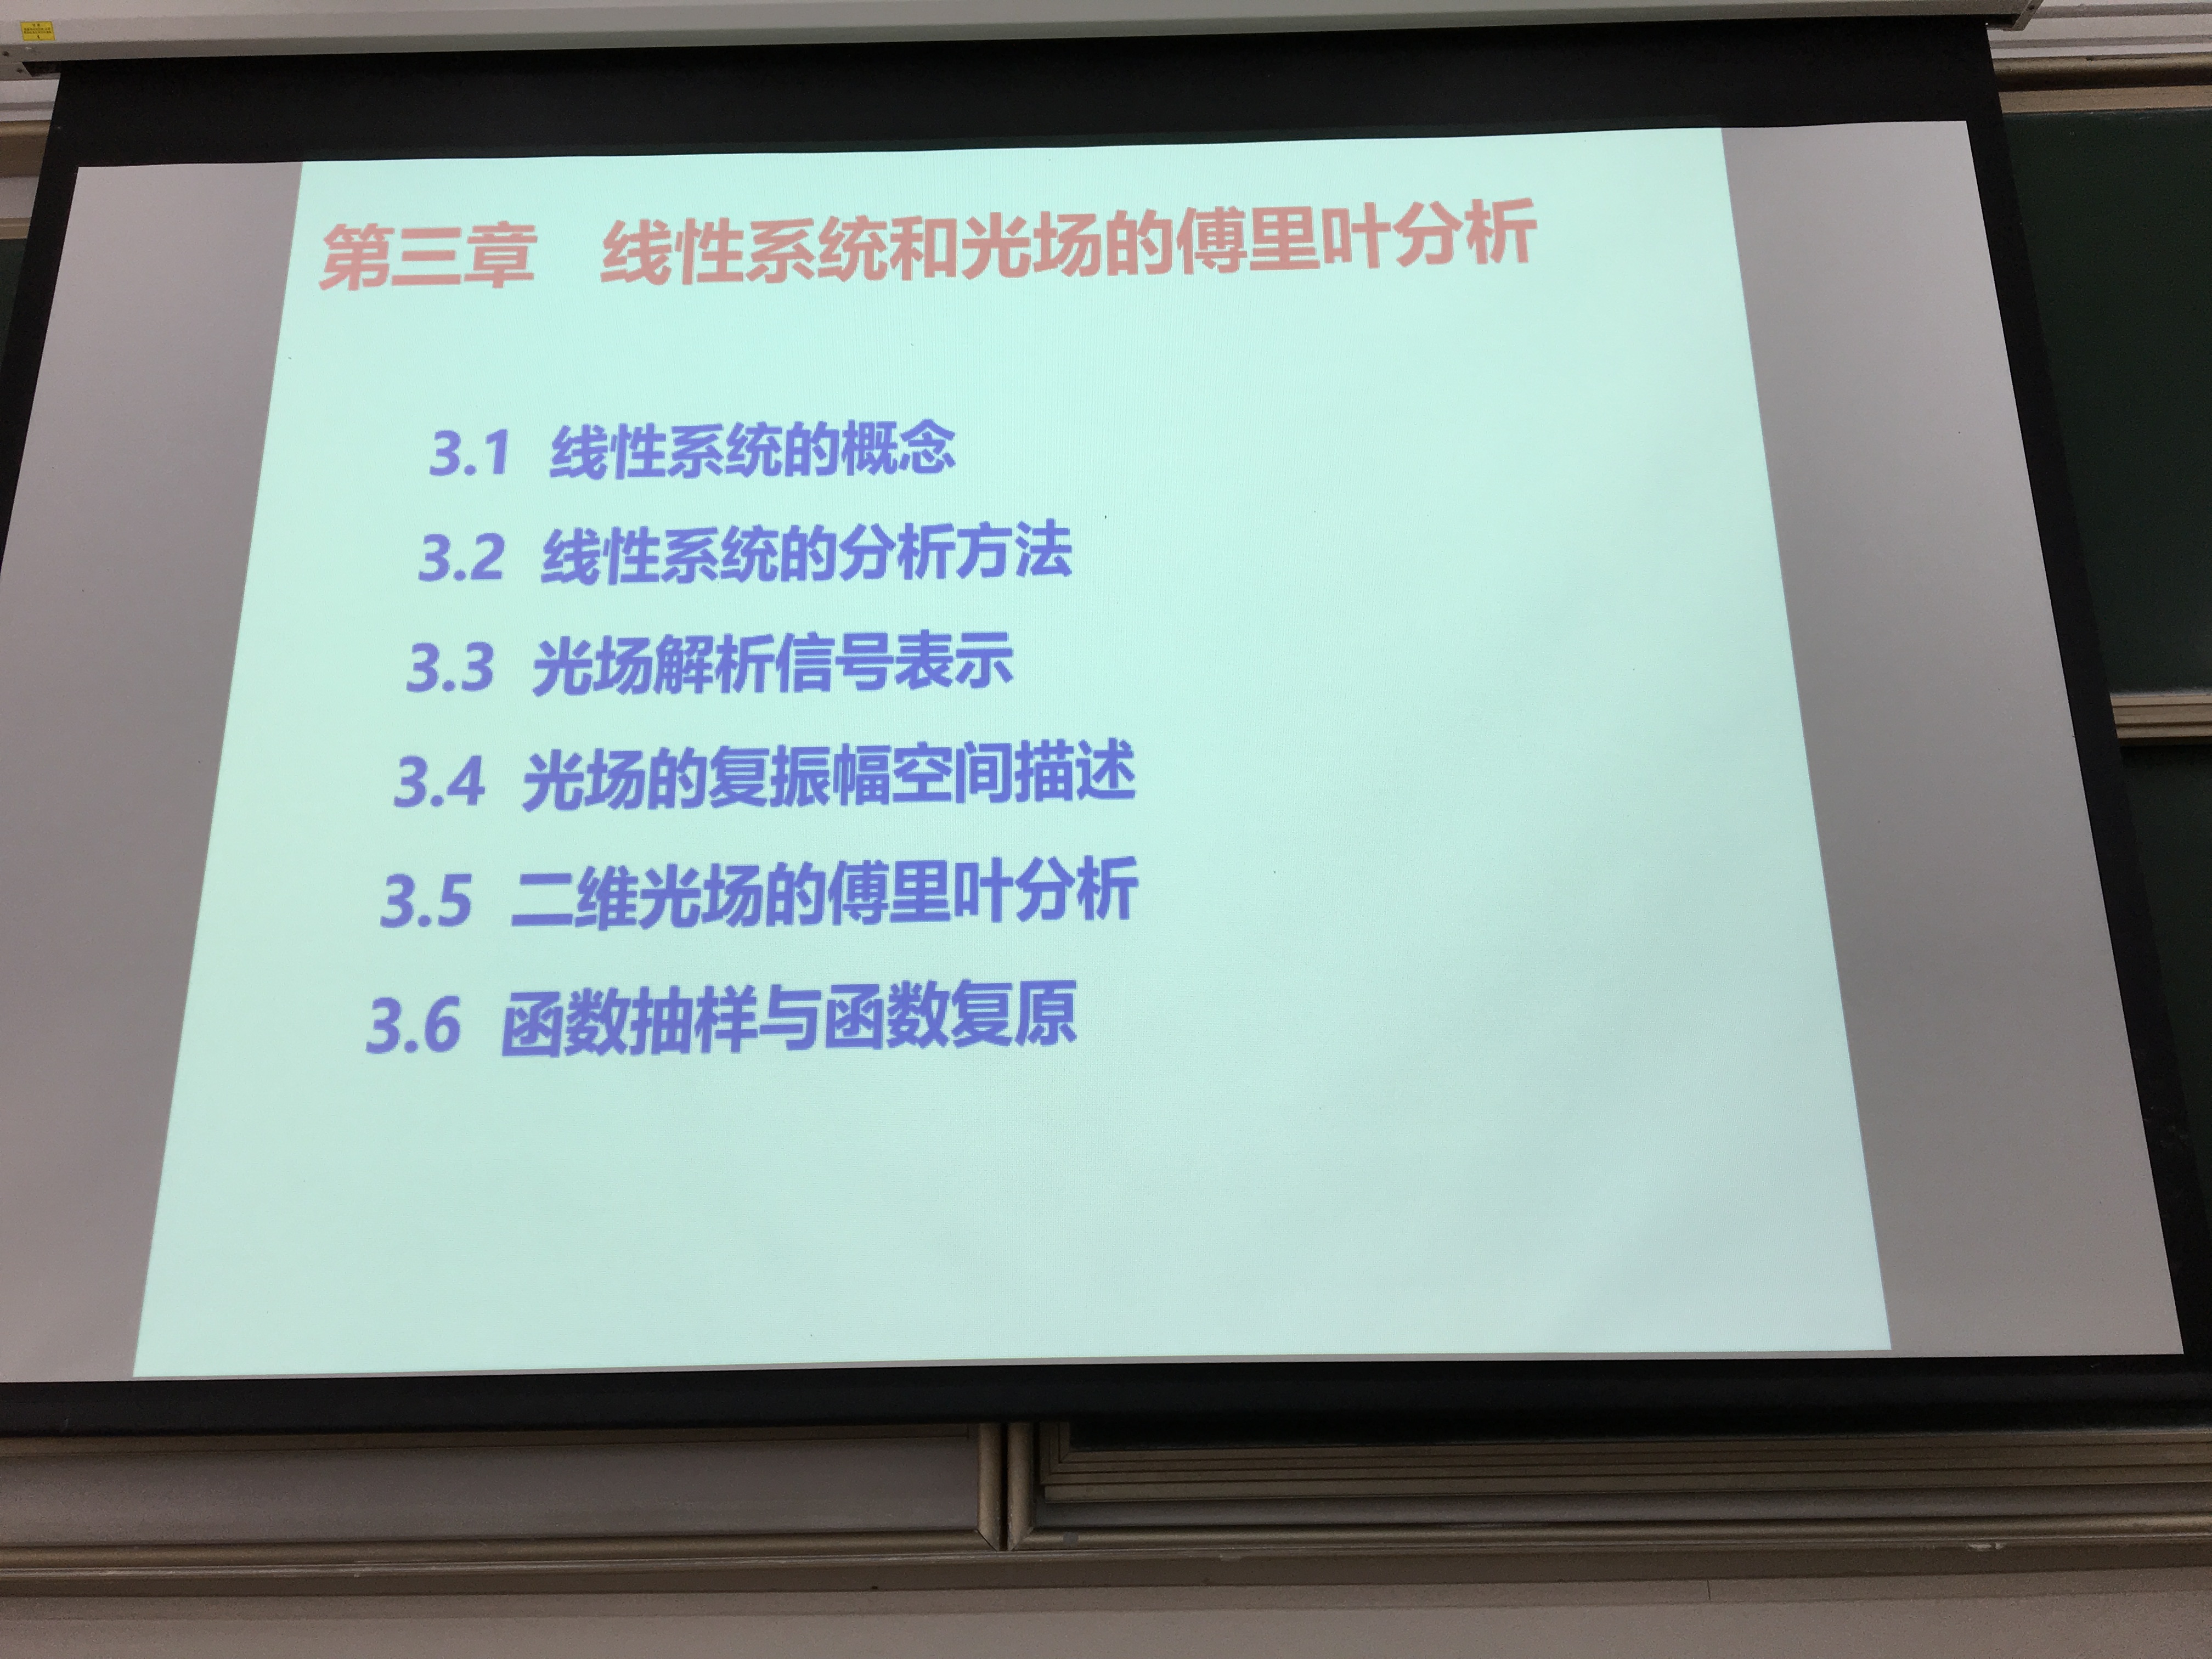 第三章 线性系统和光场的傅里叶分析
3.1 线性系统的概念
3.2 线性系统的分析方法
3.3 光场解析信号表示
3.4 光场的复振幅空间描述
3.5 二维光场的傅里叶分析
3.6 函数抽样与函数复原